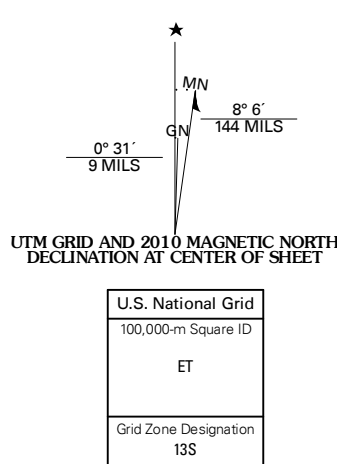 MN
GN
8° 6´
144 MILS
0° 31´
9 MILS
UTM GRID AND 2010 MAGNETIC NORTH
DECLINATION AT CENTER OF SHEET
U.S. National Grid
100,000-m Square ID
ET
Grid Zone Designation
13S